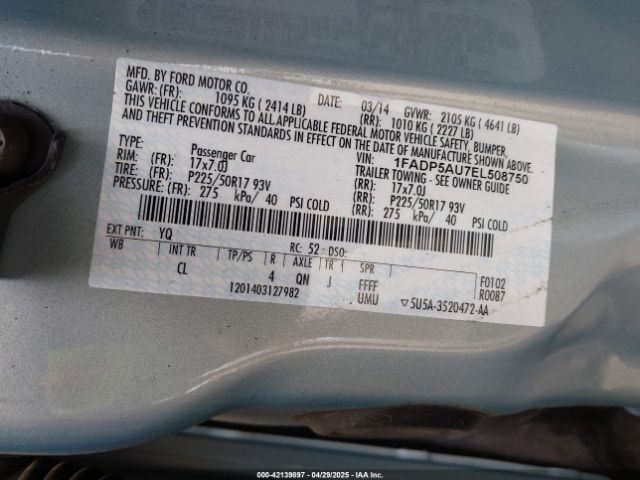 MFD. BY FORD MOTOR CO.
DATE: 03/14 GVWR: 2105 KG ( 4641 LB)
GAWR: (FR): 1095 KG ( 2414 LB) (RR): 1010 KG ( 2227 LB)
THIS VEHICLE CONFORMS TO ALL APPLICABLE FEDERAL MOTOR VEHICLE SAFETY, BUMPER,
AND THEFT PREVENTION STANDARDS IN EFFECT ON THE DATE OF MANUFACTURE SHOWN ABOVE.
VIN: 1FADP5AU7EL508750
TYPE: Passenger Car TRAILER TOWING - SEE OWNER GUIDE
RIM: (FR): 17x7.0J (RR): 17x7.0J
TIRE: (FR): P225/50R17 93V (RR): P225/50R17 93V
PRESSURE: (FR): 275 kPa/ 40 PSI COLD (RR): 275 kPa/ 40 PSI COLD
EXT PNT: YQ RC: 52 DSO:
WB INT TR TP/PS R AXLE TR SPR F0102
CL 4 QN J FFFF R0087
1201403127982 UMU ▽5U5A-3520472-AA
000-42139897 | 04/29/2025 | IAA Inc.